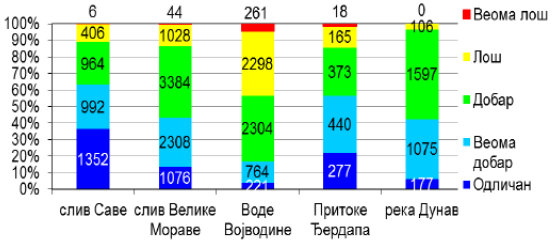 6 44 261 18 0
100% 406 1028 165 106
90%
80% 964 2298 373
70% 3384 1597
60%
50% 992 2304 440
40%
30% 2308 1075
20% 1352 277
10% 1076 764
0% 221 177
слив Саве слив Велике Мораве Воде Војводине Притоке Ђердапа река Дунав
Веома лош
Лош
Добар
Веома
добар
Одличан